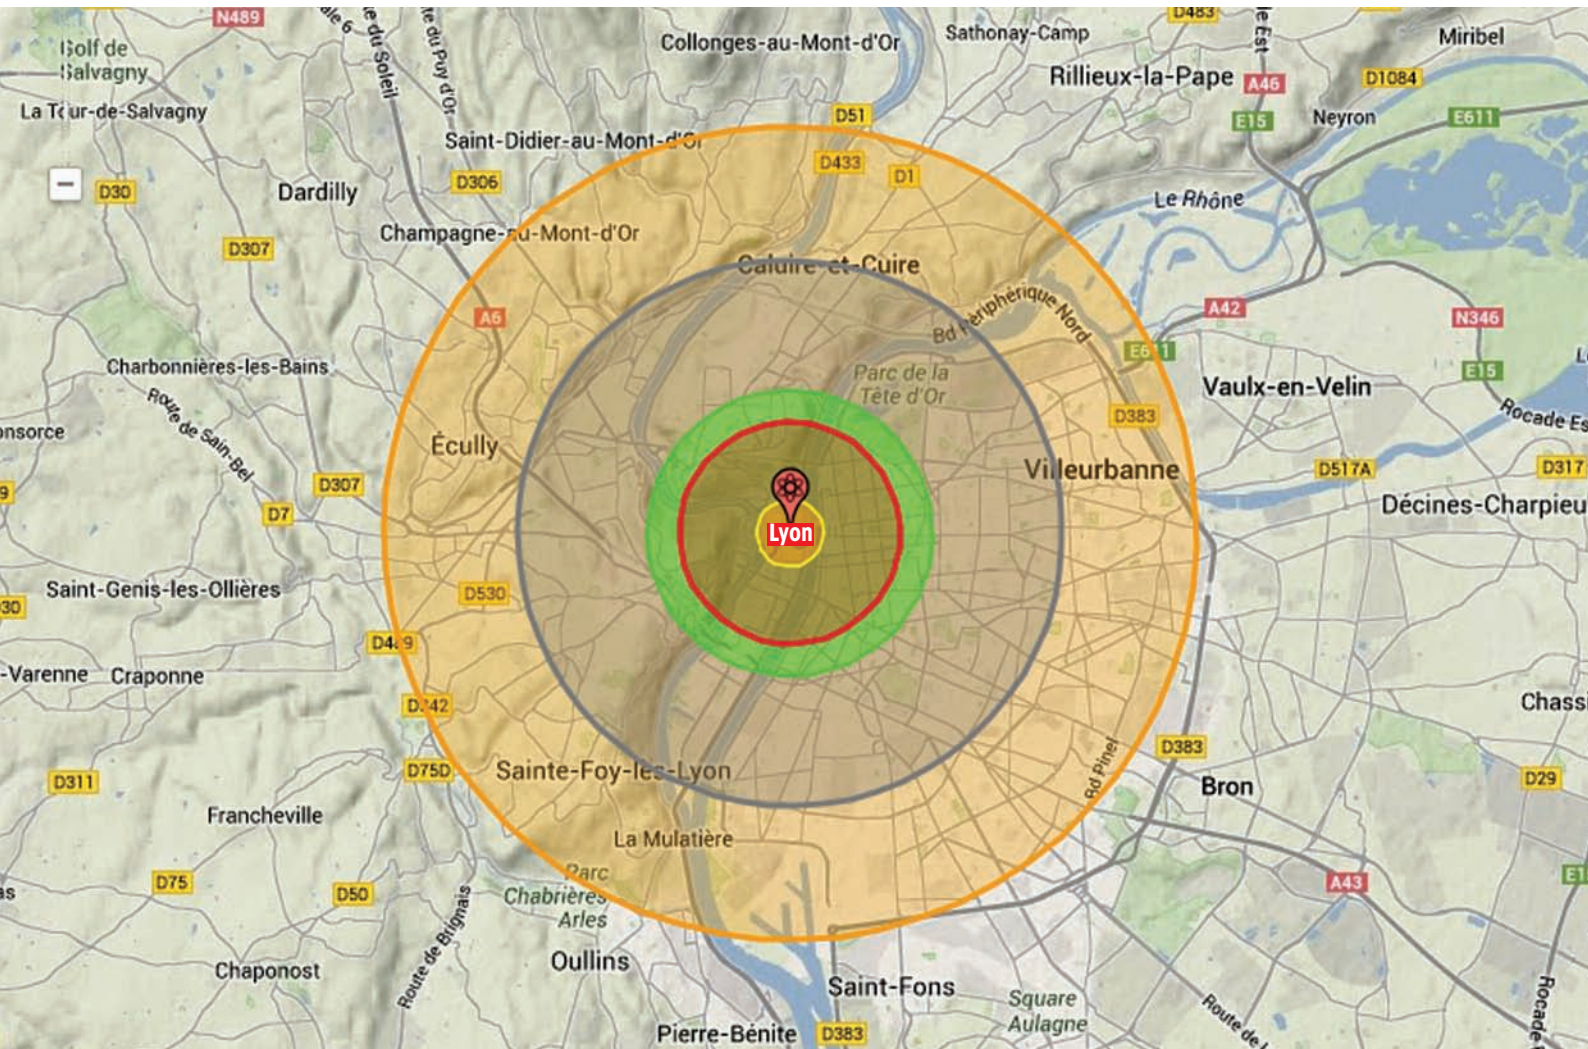 N489
D483
Golf de
Salvagny
Collonges-au-Mont-d'Or
Sathonay-Camp
Miribel
Rillieux-la-Pape
A46
D1084
La Tour-de-Salvagny
D51
E15
Neyron
E611
Saint-Didier-au-Mont-d'Or
D433
D1
D306
D30
Dardilly
Le Rhône
Champagne-au-Mont-d'Or
D307
Caluire-et-Cuire
A6
Bd Périphérique Nord
A42
N346
E611
E15
Charbonnières-les-Bains
Parc de la
Tête d'Or
Vaulx-en-Velin
Route de Sain-Bel
D383
Rocade Es
onsorce
Écully
Villeurbanne
D517A
D317
D307
9
D7
Décines-Charpieu
Lyon
Saint-Genis-les-Ollières
D530
30
D489
-Varenne
Craponne
D342
Chassi
D383
Sainte-Foy-lès-Lyon
D75D
Bd Pinel
D311
Bron
D29
Francheville
La Mulatière
D75
D50
Parc
Chabrières
Arles
A43
E1
as
Route de Brignais
Oullins
Chaponost
Saint-Fons
Square
Aulagne
Route de
Rocade
Pierre-Bénite
D383